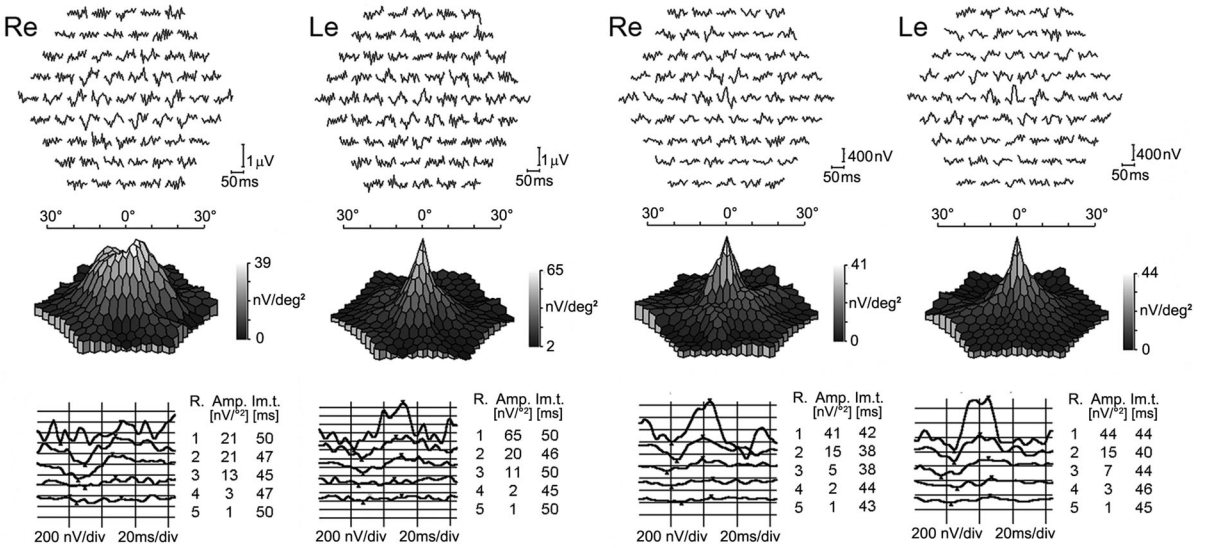 Re
1 µV
50ms
30° 0° 30°
39
nV/deg²
0
R. Amp. Im.t.
[nV/°2] [ms]
1 21 50
2 21 47
3 13 45
4 3 47
5 1 50
200 nV/div 20ms/div
Le
1 µV
50ms
30° 0° 30°
65
nV/deg²
2
R. Amp. Im.t.
[nV/°2] [ms]
1 65 50
2 20 46
3 11 50
4 2 45
5 1 50
200 nV/div 20ms/div
Re
400nV
50ms
30° 0° 30°
41
nV/deg²
0
R. Amp. Im.t.
[nV/°2] [ms]
1 41 42
2 15 38
3 5 38
4 2 44
5 1 43
200 nV/div 20ms/div
Le
400nV
50ms
30° 0° 30°
44
nV/deg²
0
R. Amp. Im.t.
[nV/°2] [ms]
1 44 44
2 15 40
3 7 44
4 3 46
5 1 45
200 nV/div 20ms/div